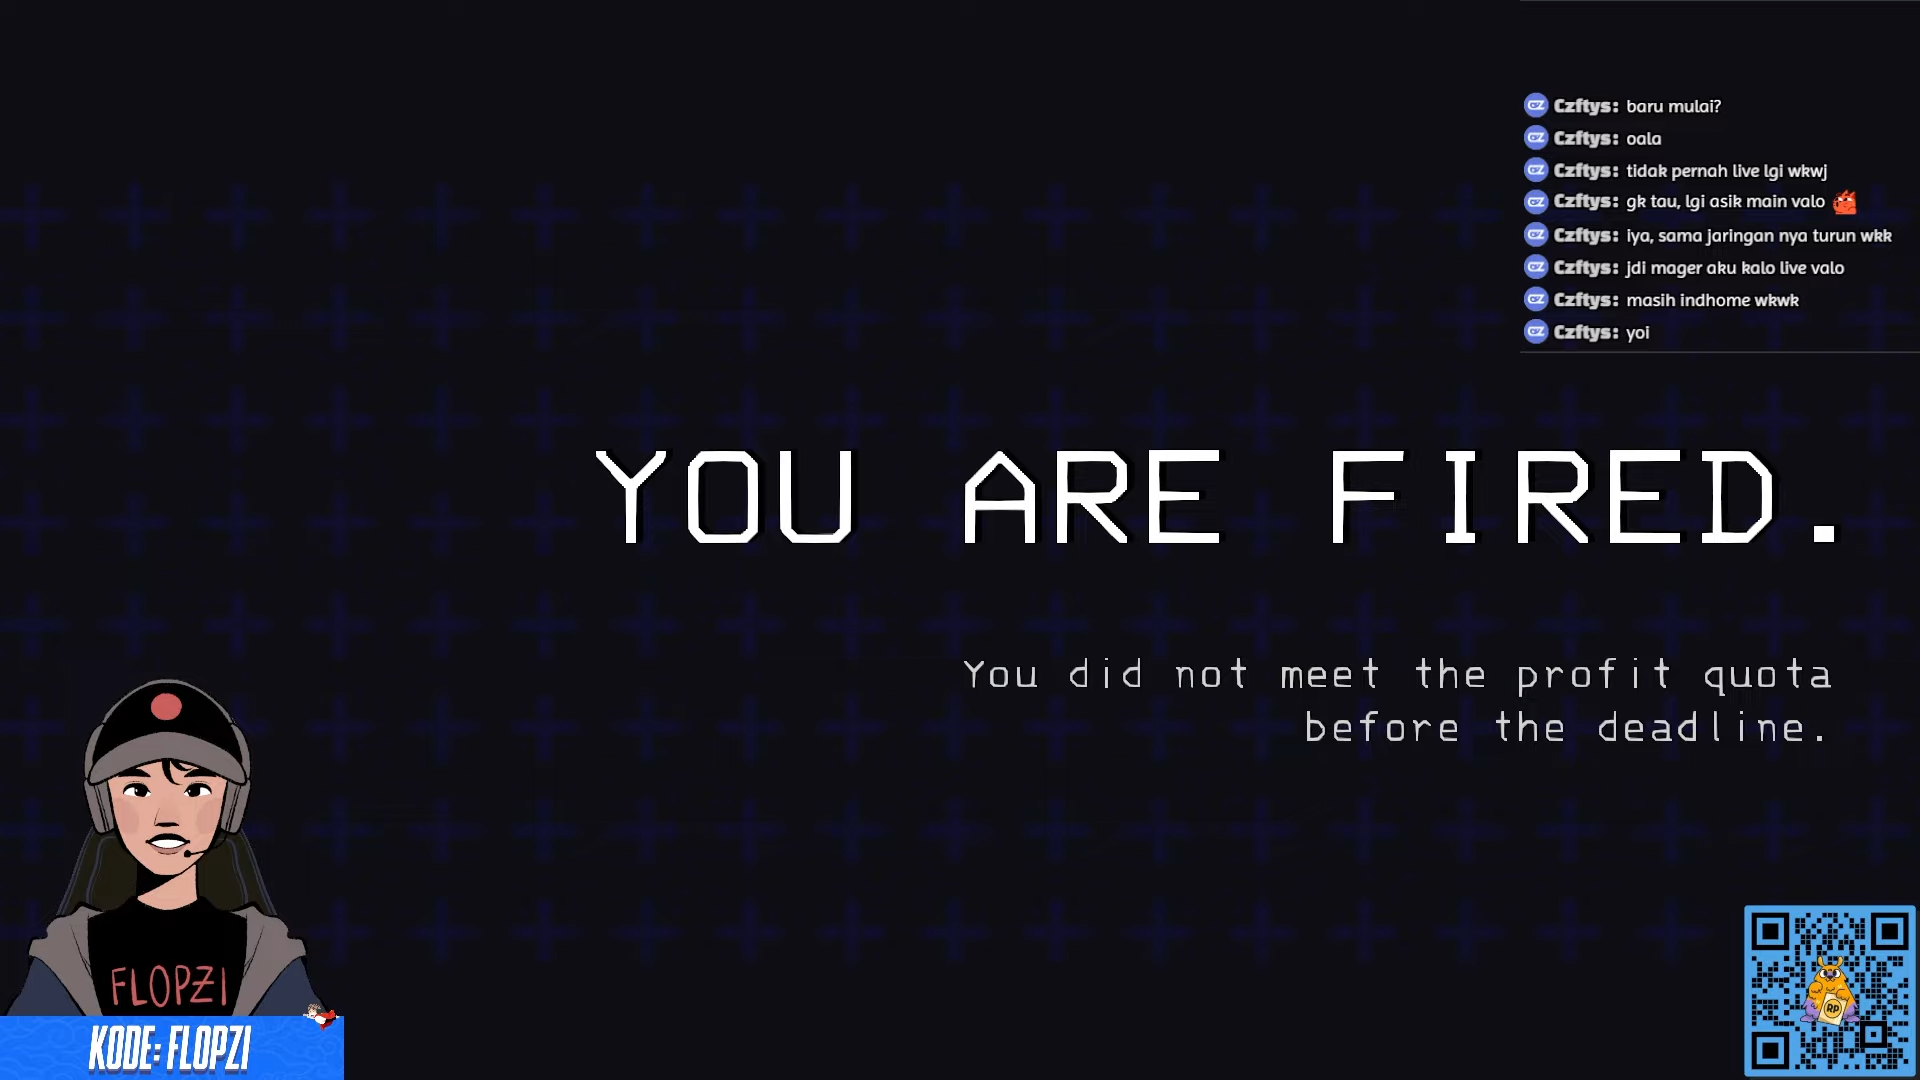 Czftys: baru mulai?
Czftys: oala
Czftys: tidak pernah live lgi wkwj
Czftys: gk tau, lgi asik main valo
Czftys: iya, sama jaringan nya turun wkk
Czftys: jdi mager aku kalo live valo
Czftys: masih indhome wkwk
Czftys: yoi
YOU ARE FIRED.
You did not meet the profit quota
before the deadline.
FLOPZI
KODE: FLOPZI
RP